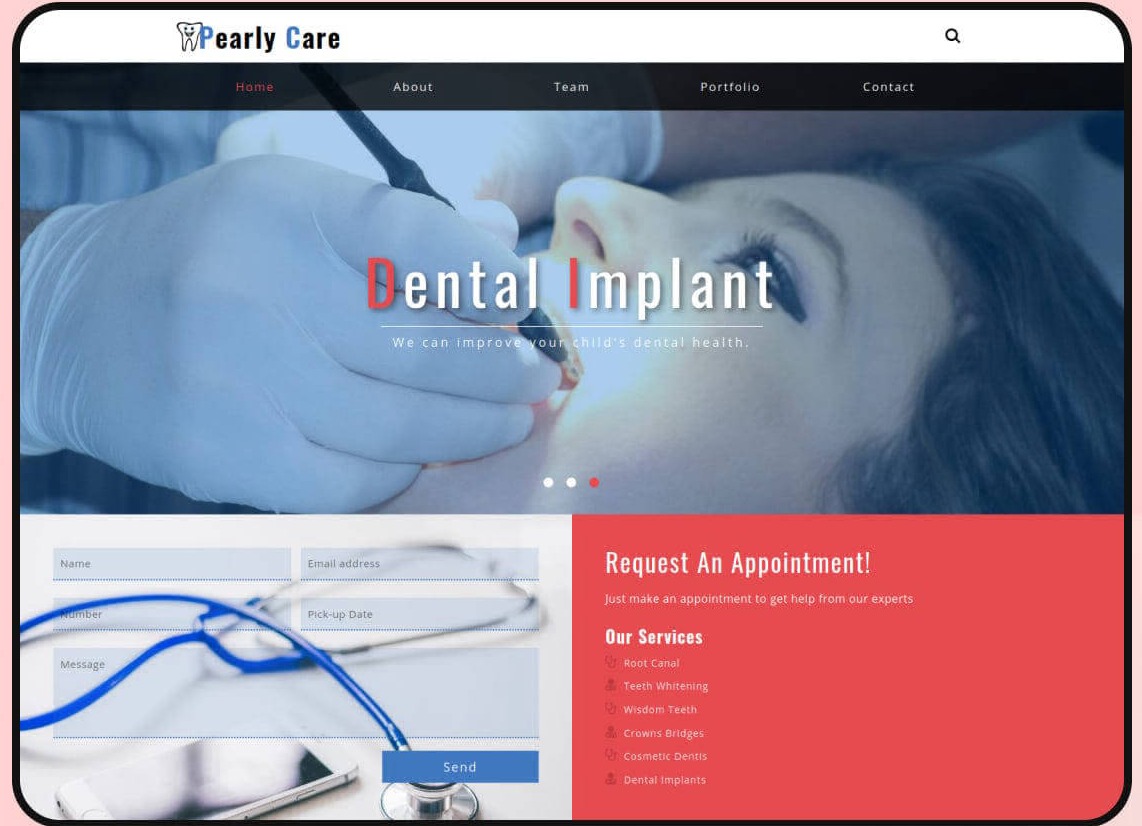 Pearly Care
Home About Team Portfolio Contact
Dental Implant
We can improve your child's dental health.
Name Email address
Number Pick-up Date
Message
Send
Request An Appointment!
Just make an appointment to get help from our experts
Our Services
Root Canal
Teeth Whitening
Wisdom Teeth
Crowns Bridges
Cosmetic Dentis
Dental Implants